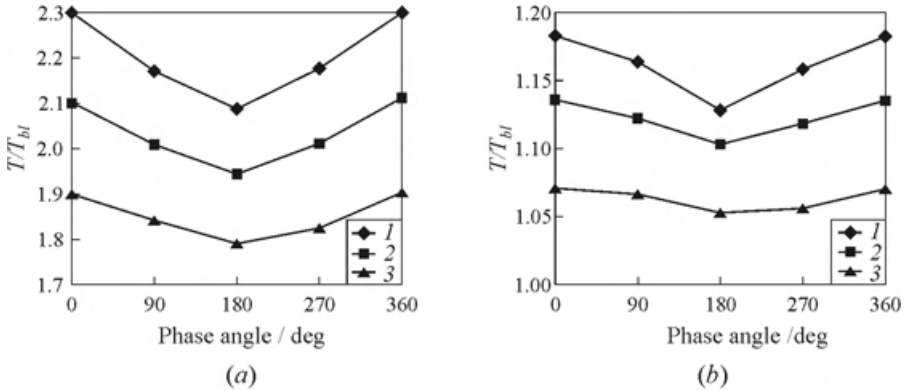 2.3
2.2
2.1
2.0
1.9
1.8
1.7
T/T_bl
0 90 180 270 360
Phase angle / deg
1
2
3
(a)
1.20
1.15
1.10
1.05
1.00
T/T_bl
0 90 180 270 360
Phase angle /deg
1
2
3
(b)